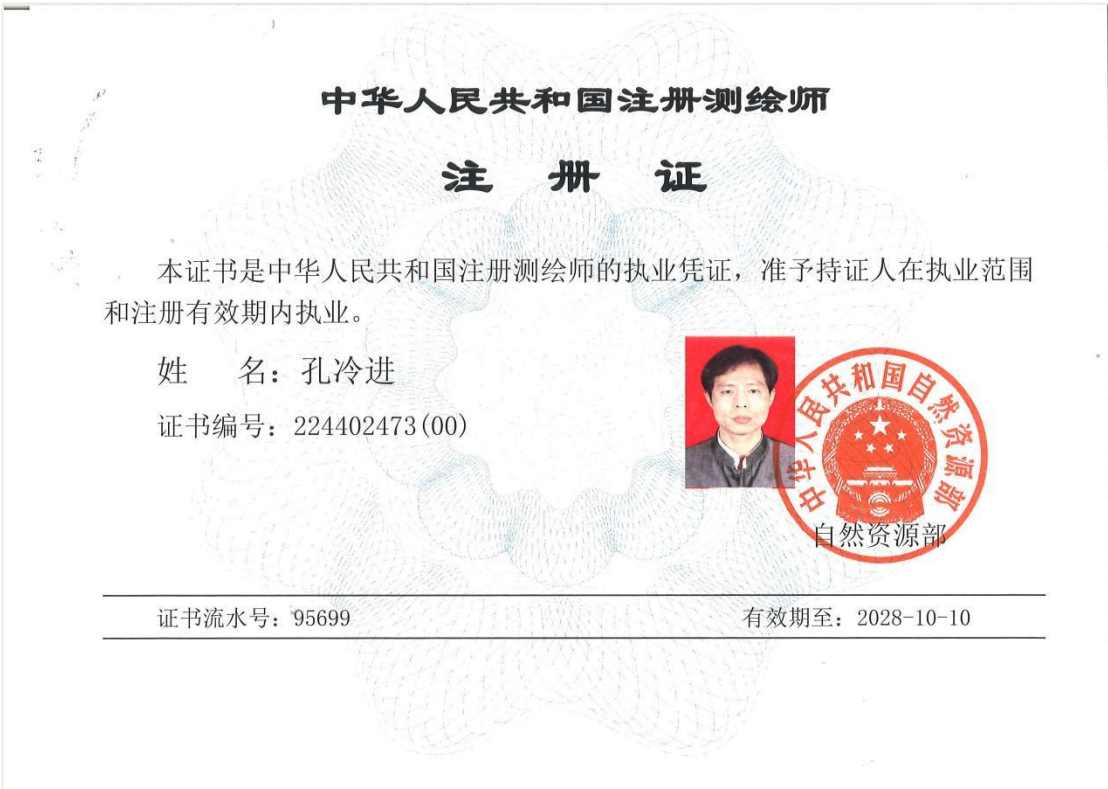 中华人民共和国注册测绘师
注 册 证
本证书是中华人民共和国注册测绘师的执业凭证，准予持证人在执业范围
和注册有效期内执业。
姓 名：孔冷进
证书编号：224402473(00)
中华人民共和国自然资源部
自然资源部
证书流水号：95699
有效期至：2028-10-10